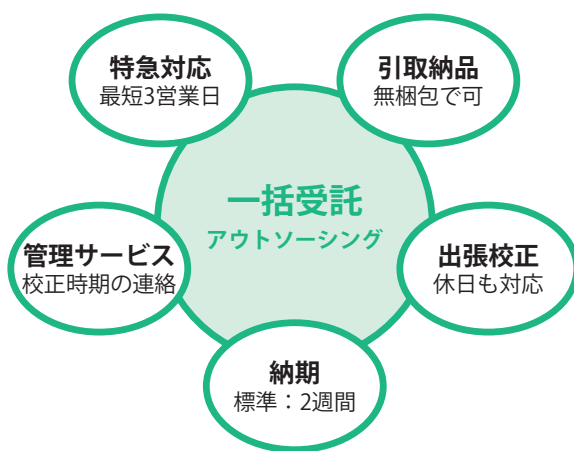 特急対応
最短3営業日
引取納品
無梱包で可
一括受託
アウトソーシング
管理サービス
校正時期の連絡
出張校正
休日も対応
納期
標準：2週間